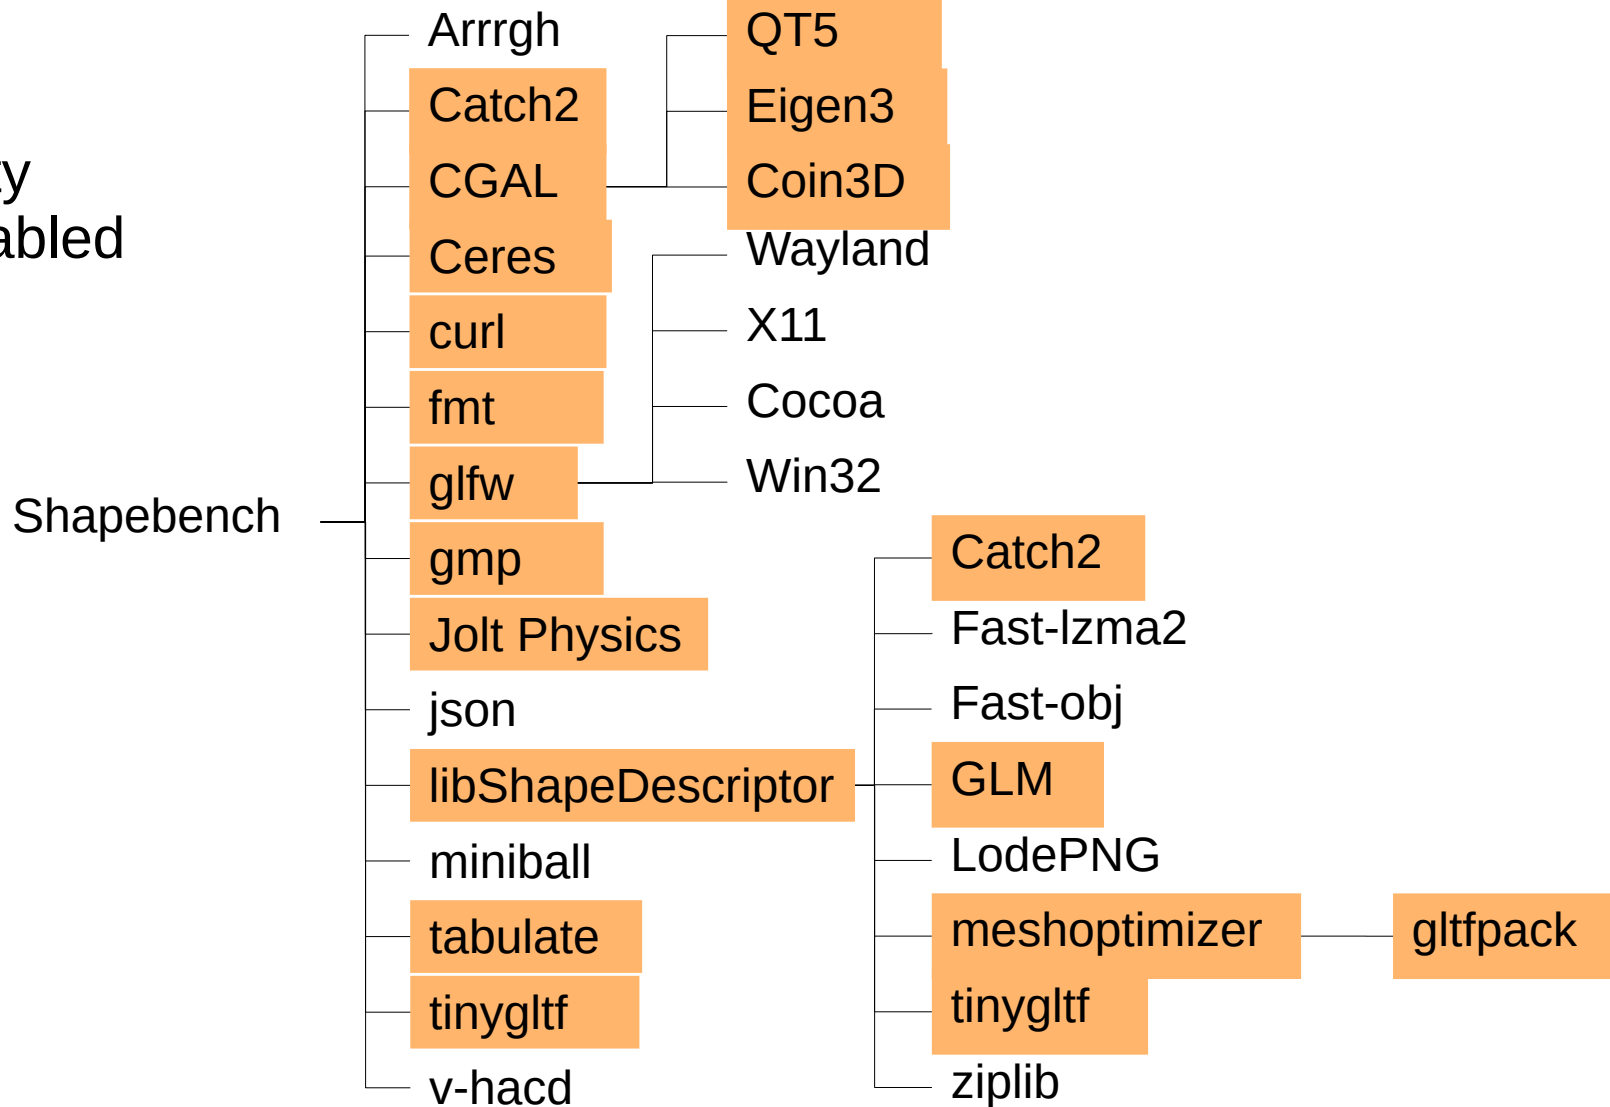 Arrrgh
Catch2
CGAL
Ceres
curl
fmt
glfw
gmp
Jolt Physics
json
libShapeDescriptor
miniball
tabulate
tinygltf
v-hacd
QT5
Eigen3
Coin3D
Wayland
X11
Cocoa
Win32
Shapebench
Catch2
Fast-lzma2
Fast-obj
GLM
LodePNG
meshoptimizer
tinygltf
ziplib
gltfpack